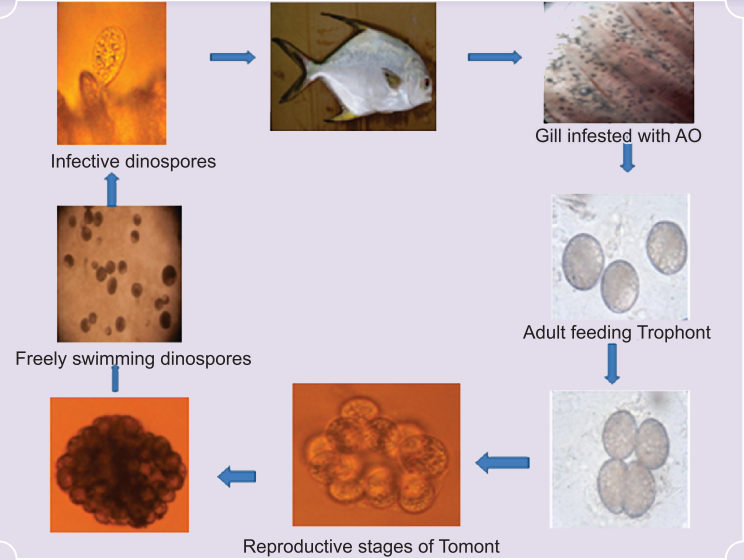 Infective dinospores
Gill infested with AO
Adult feeding Trophont
Freely swimming dinospores
Reproductive stages of Tomont